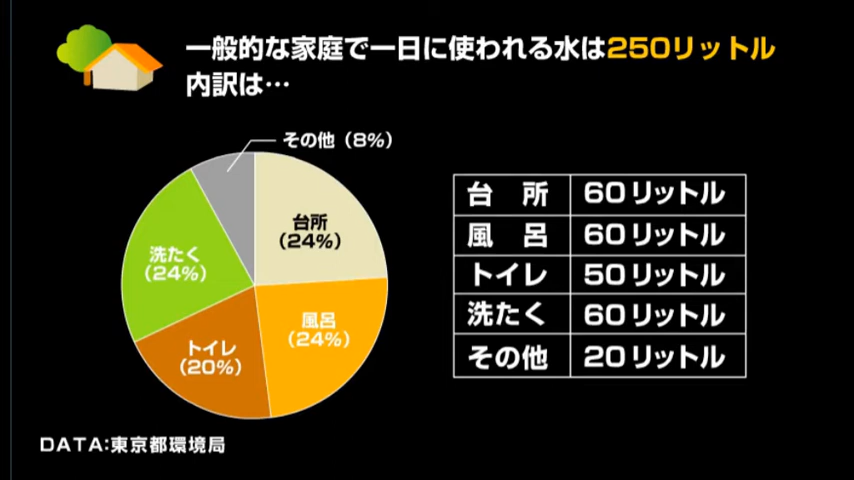 一般的な家庭で一日に使われる水は250リットル
内訳は…
その他（8%）
台所
（24%）
洗たく
（24%）
風呂
（24%）
トイレ
（20%）
台所 60リットル
風呂 60リットル
トイレ 50リットル
洗たく 60リットル
その他 20リットル
DATA:東京都環境局